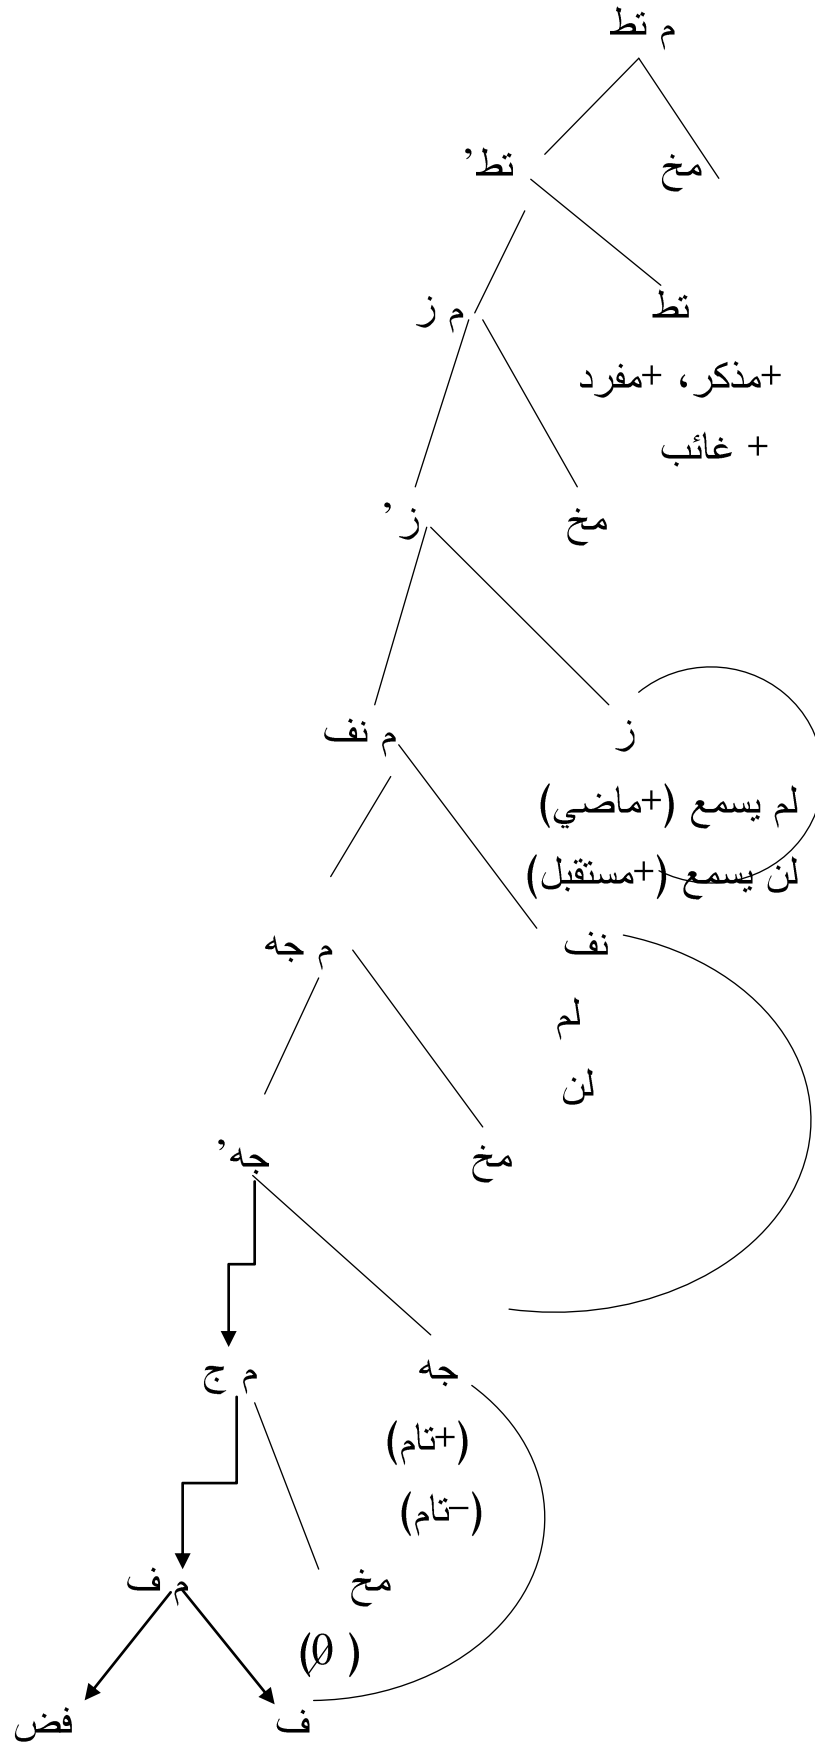 م تط
مخ تط’
تط
م ز
+مذكر، +مفرد
+ غائب
مخ ز’
ز
م نف
لم يسمع (+ماضي)
لن يسمع (+مستقبل)
نف
م جه
لم
لن
مخ جه’
جه
م ج
(+تام)
(–تام)
مخ
م ف
(Ø )
ف
فض